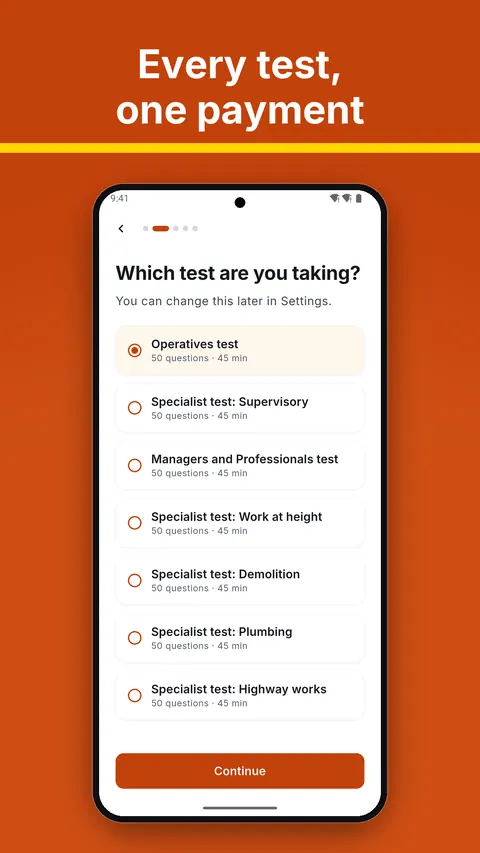 Every test,
one payment
9:41
Which test are you taking?
You can change this later in Settings.
Operatives test
50 questions · 45 min
Specialist test: Supervisory
50 questions · 45 min
Managers and Professionals test
50 questions · 45 min
Specialist test: Work at height
50 questions · 45 min
Specialist test: Demolition
50 questions · 45 min
Specialist test: Plumbing
50 questions · 45 min
Specialist test: Highway works
50 questions · 45 min
Continue